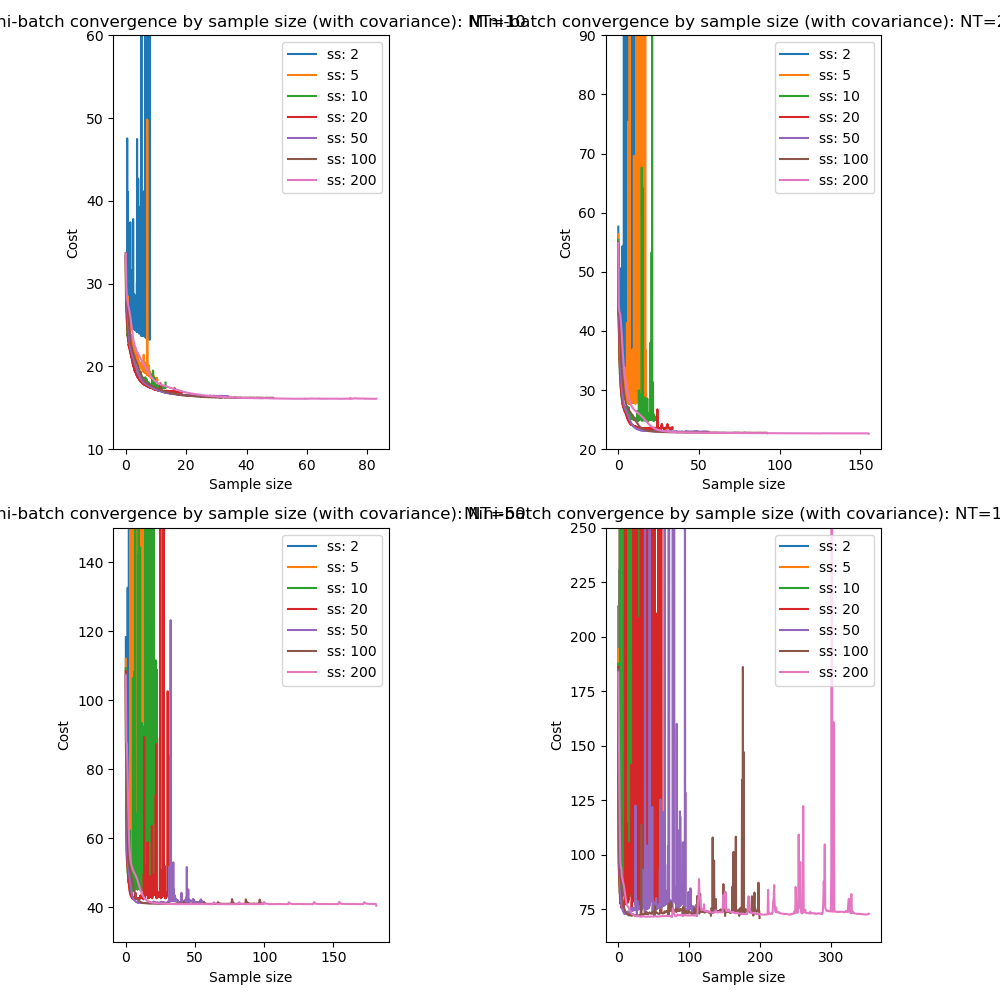 ni-batch convergence by sample size (with covariance): NT=10
Mini-batch convergence by sample size (with covariance): NT=2
60
50
40
30
20
10
Cost
0 20 40 60 80
Sample size
ss: 2
ss: 5
ss: 10
ss: 20
ss: 50
ss: 100
ss: 200
90
80
70
60
50
40
30
20
Cost
0 50 100 150
Sample size
ss: 2
ss: 5
ss: 10
ss: 20
ss: 50
ss: 100
ss: 200
ni-batch convergence by sample size (with covariance): NT=50
Mini-batch convergence by sample size (with covariance): NT=1
140
120
100
80
60
40
Cost
0 50 100 150
Sample size
ss: 2
ss: 5
ss: 10
ss: 20
ss: 50
ss: 100
ss: 200
250
225
200
175
150
125
100
75
Cost
0 100 200 300
Sample size
ss: 2
ss: 5
ss: 10
ss: 20
ss: 50
ss: 100
ss: 200